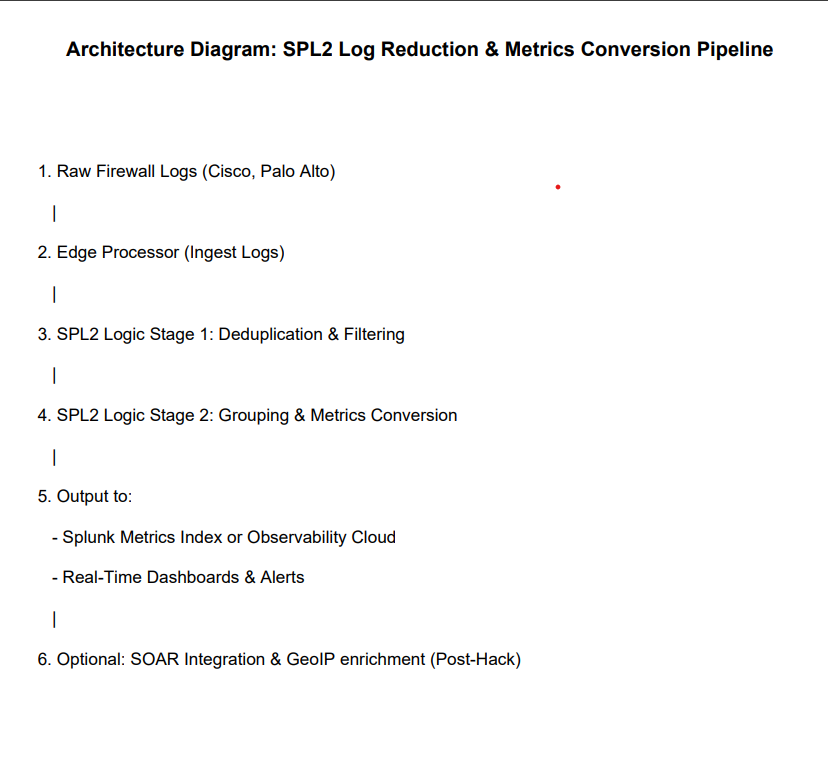 Architecture Diagram: SPL2 Log Reduction & Metrics Conversion Pipeline
1. Raw Firewall Logs (Cisco, Palo Alto)
|
2. Edge Processor (Ingest Logs)
|
3. SPL2 Logic Stage 1: Deduplication & Filtering
|
4. SPL2 Logic Stage 2: Grouping & Metrics Conversion
|
5. Output to:
- Splunk Metrics Index or Observability Cloud
- Real-Time Dashboards & Alerts
|
6. Optional: SOAR Integration & GeoIP enrichment (Post-Hack)